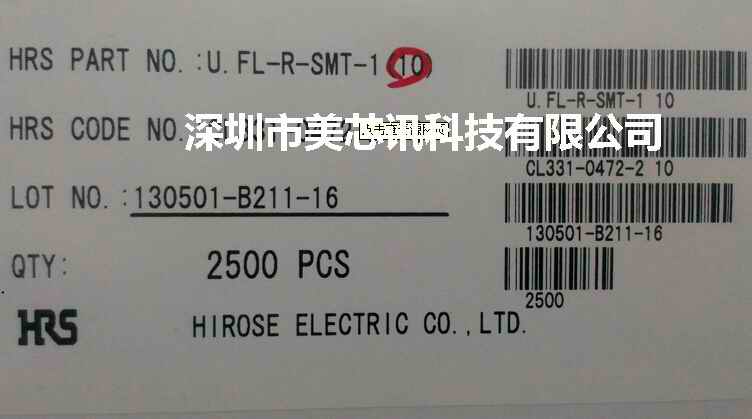 HRS PART NO.:U.FL-R-SMT-1(10)
U.FL-R-SMT-1 10
HRS CODE NO.
深圳市美芯讯科技有限公司
CL331-0472-2 10
LOT NO.:130501-B211-16
130501-B211-16
QTY: 2500 PCS
2500
HRS HIROSE ELECTRIC CO.,LTD.